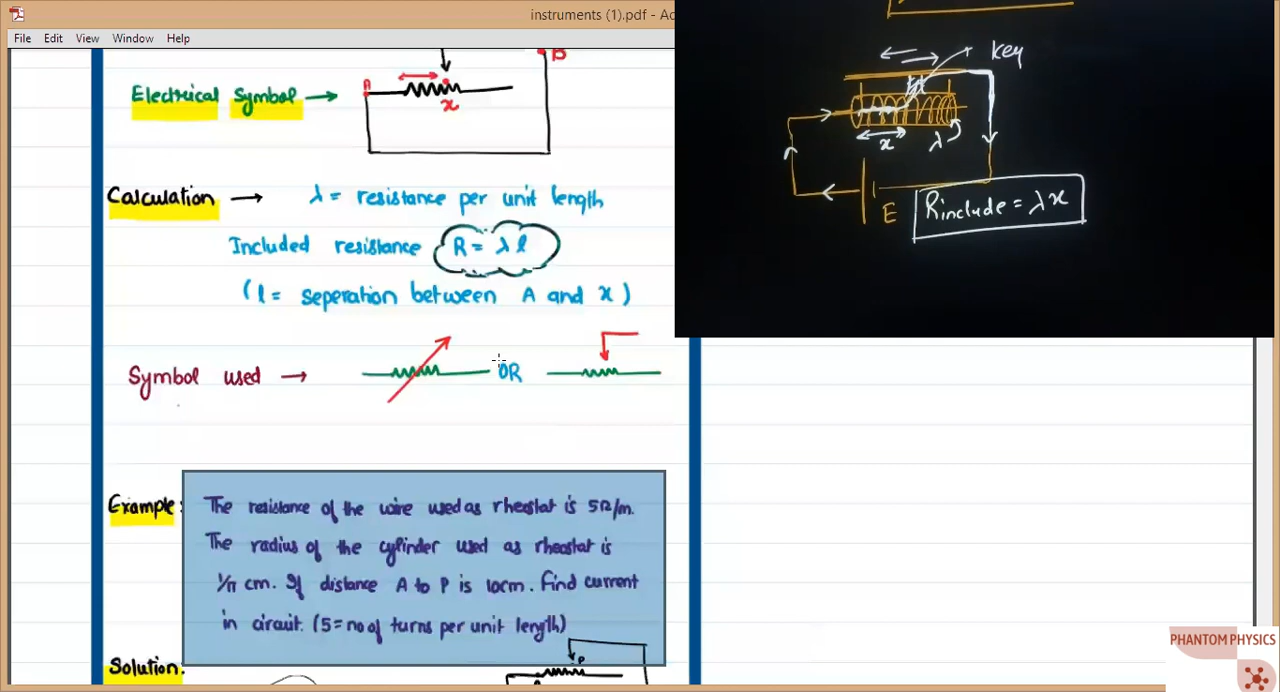 instruments (1).pdf - A
File Edit View Window Help
B
A
x
Electrical Symbol →
Calculation → λ = resistance per unit length
Included resistance R = λ l
(l = seperation between A and x)
Symbol used → OR
Example:
The resistance of the wire used as rheostat is 5Ω/m.
The radius of the cylinder used as rheostat is
1/π cm. If distance A to P is 10cm. Find current
in circuit. (5 = no of turns per unit length)
Solution:
P
key
x
λ
E
Rinclude = λx
PHANTOM PHYSICS